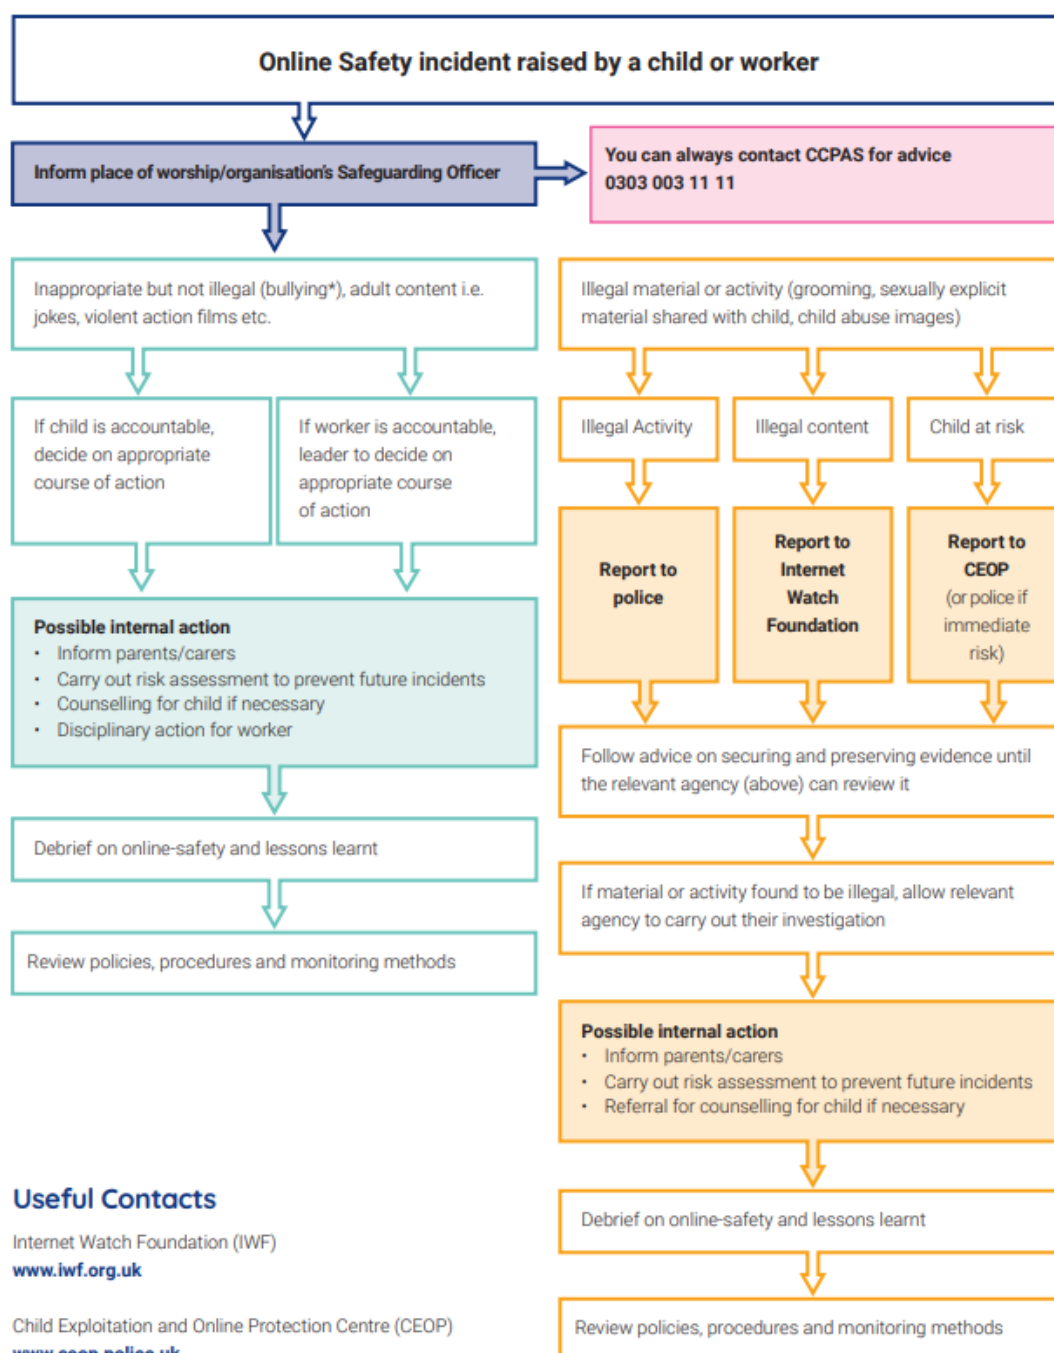 Online Safety incident raised by a child or worker
Inform place of worship/organisation's Safeguarding Officer
You can always contact CCPAS for advice
0303 003 11 11
Inappropriate but not illegal (bullying*), adult content i.e.
jokes, violent action films etc.
If child is accountable,
decide on appropriate
course of action
If worker is accountable,
leader to decide on
appropriate course
of action
Possible internal action
• Inform parents/carers
• Carry out risk assessment to prevent future incidents
• Counselling for child if necessary
• Disciplinary action for worker
Debrief on online-safety and lessons learnt
Review policies, procedures and monitoring methods
Illegal material or activity (grooming, sexually explicit
material shared with child, child abuse images)
Illegal Activity
Illegal content
Child at risk
Report to
police
Report to
Internet
Watch
Foundation
Report to
CEOP
(or police if
immediate
risk)
Follow advice on securing and preserving evidence until
the relevant agency (above) can review it
If material or activity found to be illegal, allow relevant
agency to carry out their investigation
Possible internal action
• Inform parents/carers
• Carry out risk assessment to prevent future incidents
• Referral for counselling for child if necessary
Debrief on online-safety and lessons learnt
Review policies, procedures and monitoring methods
Useful Contacts
Internet Watch Foundation (IWF)
www.iwf.org.uk
Child Exploitation and Online Protection Centre (CEOP)
www.ceop.police.uk